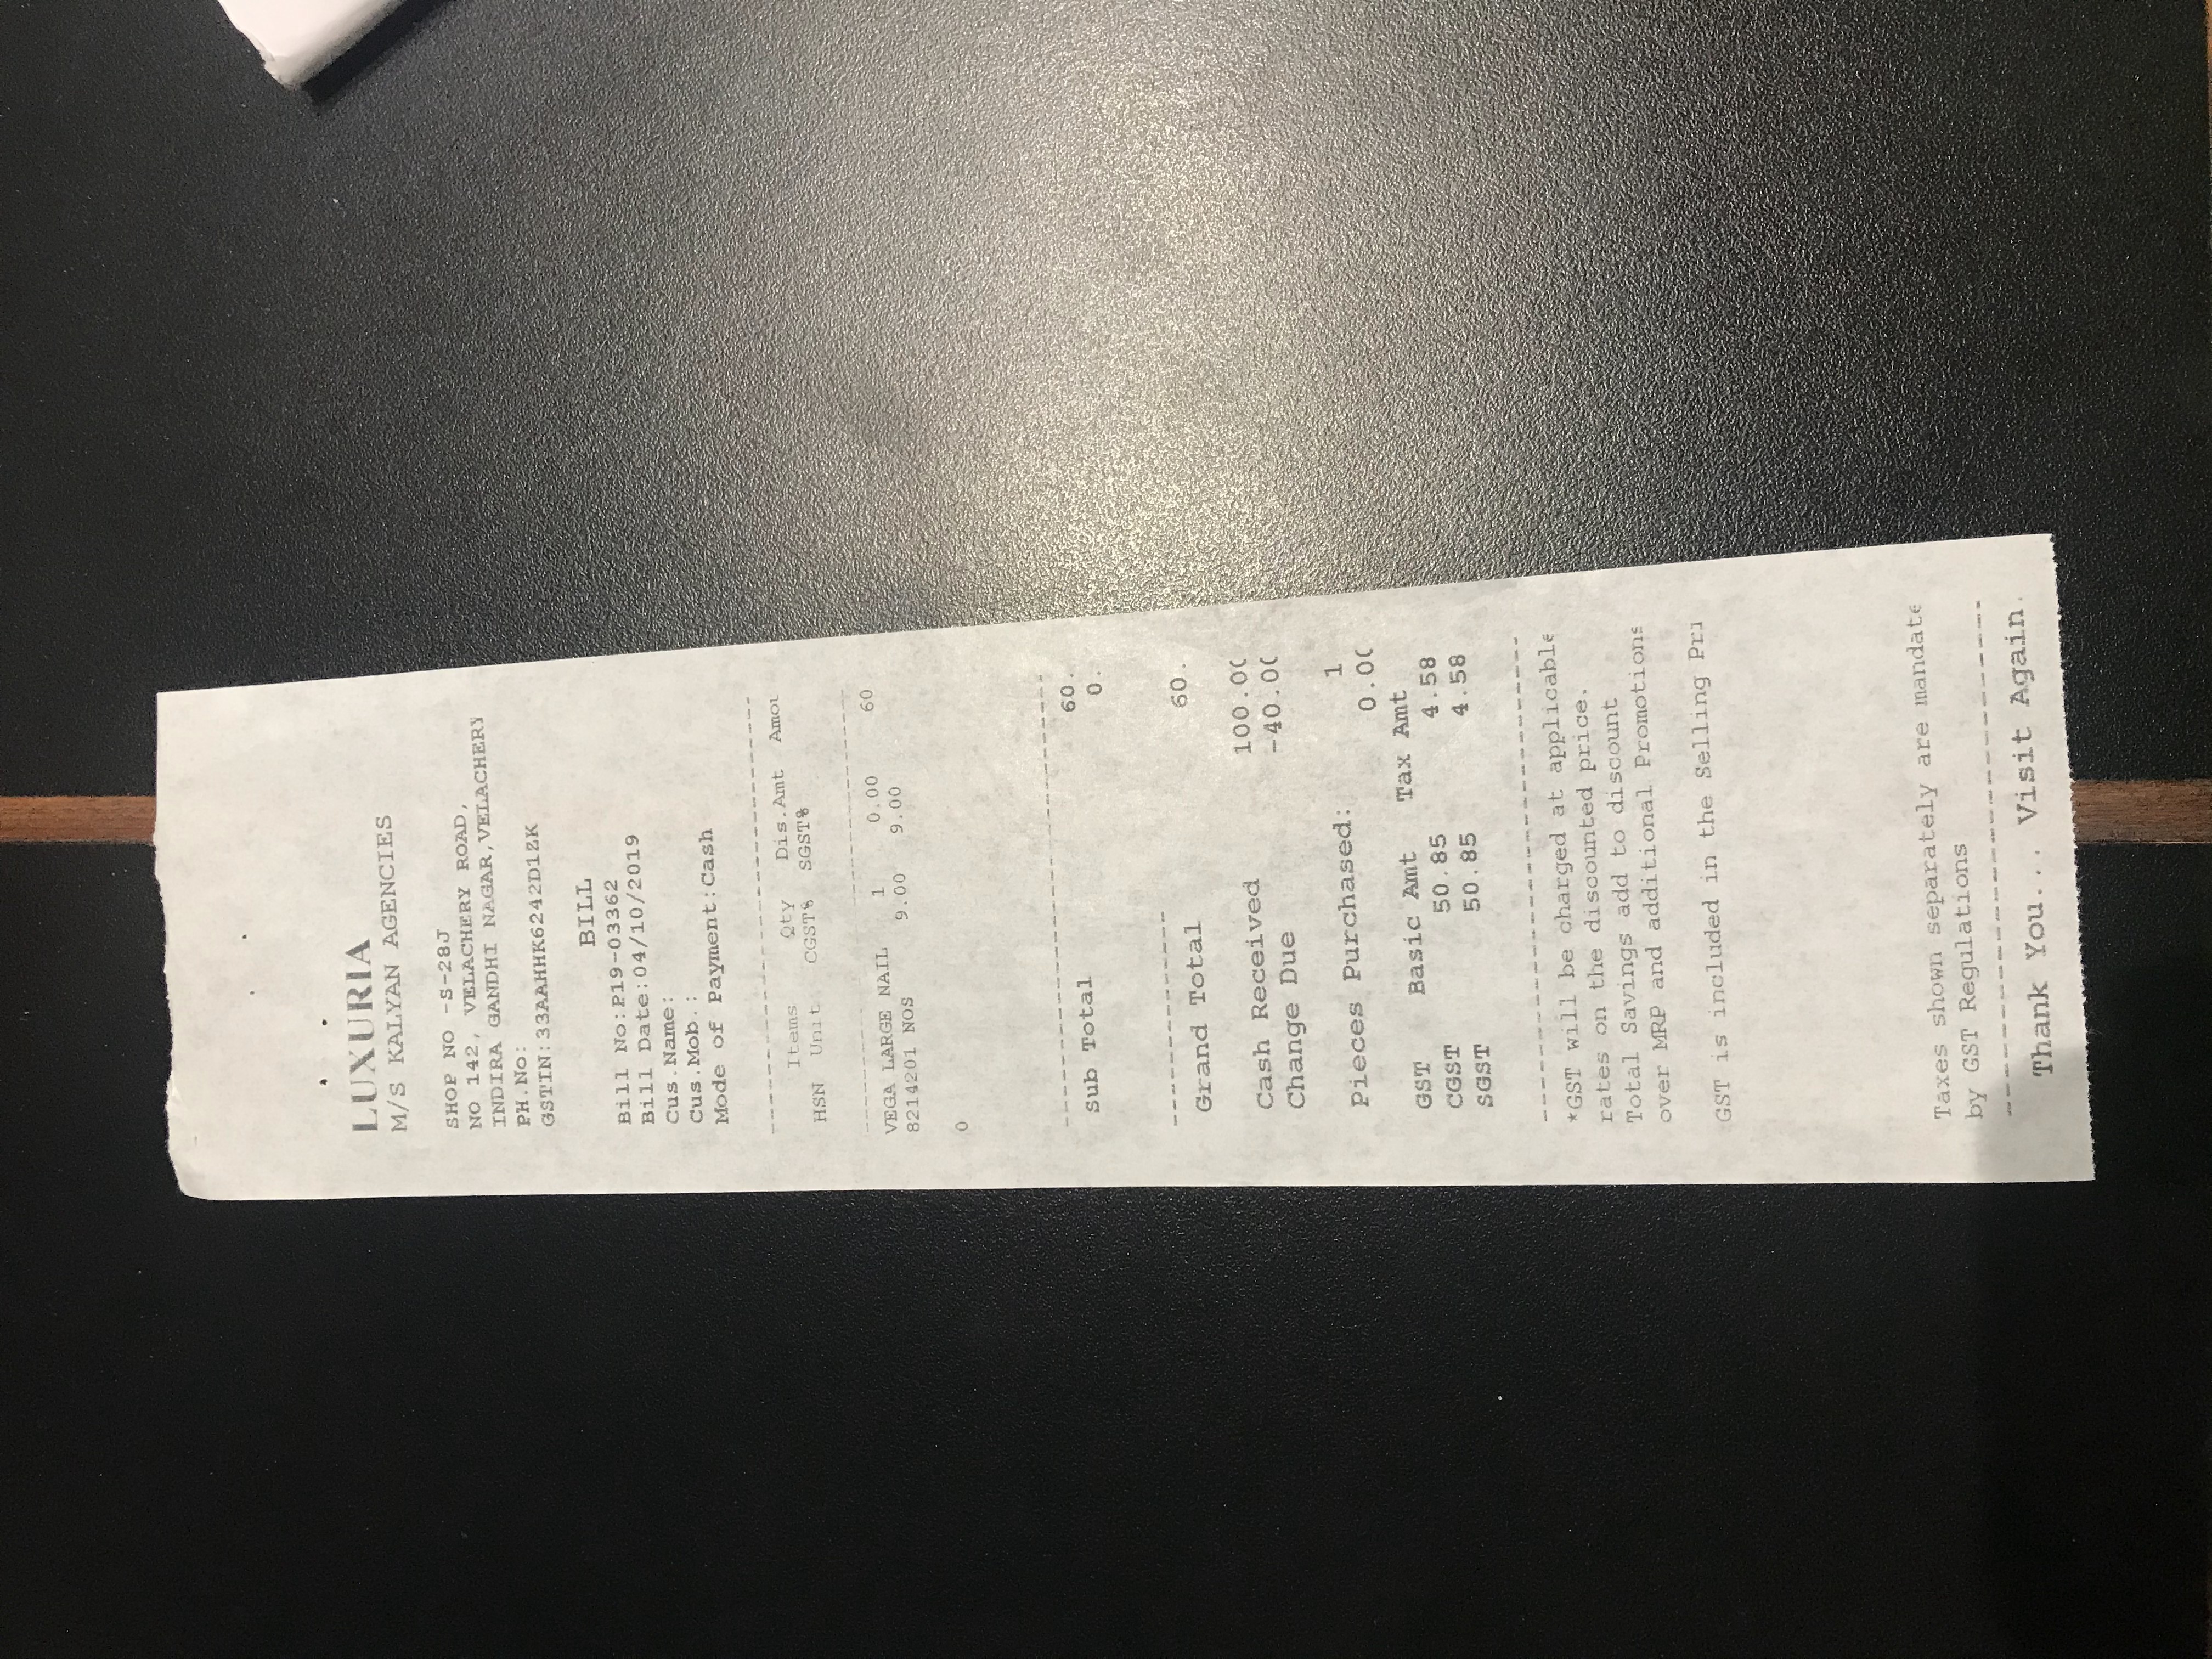 LUXURIA
M/S KALYAN AGENCIES
SHOP NO -S-28J
NO 142, VELACHERY ROAD,
INDIRA GANDHI NAGAR,VELACHERY
PH.No:
GSTIN:33AAHHK6242D1ZK
BILL
Bill No:P19-03362
Bill Date:04/10/2019
Cus.Name:
Cus.Mob.:
Mode of Payment:Cash
Items Qty Dis.Amt Amou
HSN Unit CGST% SGST%
VEGA LARGE NAIL 1 0.00 60
8214201 NOS 9.00 9.00
0
Sub Total 60.
0.
Grand Total 60.
Cash Received 100.00
Change Due -40.00
Pieces Purchased: 1
0.00
GST Basic Amt Tax Amt
CGST 50.85 4.58
SGST 50.85 4.58
*GST will be charged at applicable
rates on the discounted price.
Total Savings add to discount
over MRP and additional Promotions
GST is included in the Selling Pri
Taxes shown separately are mandate
by GST Regulations
Thank You... Visit Again.